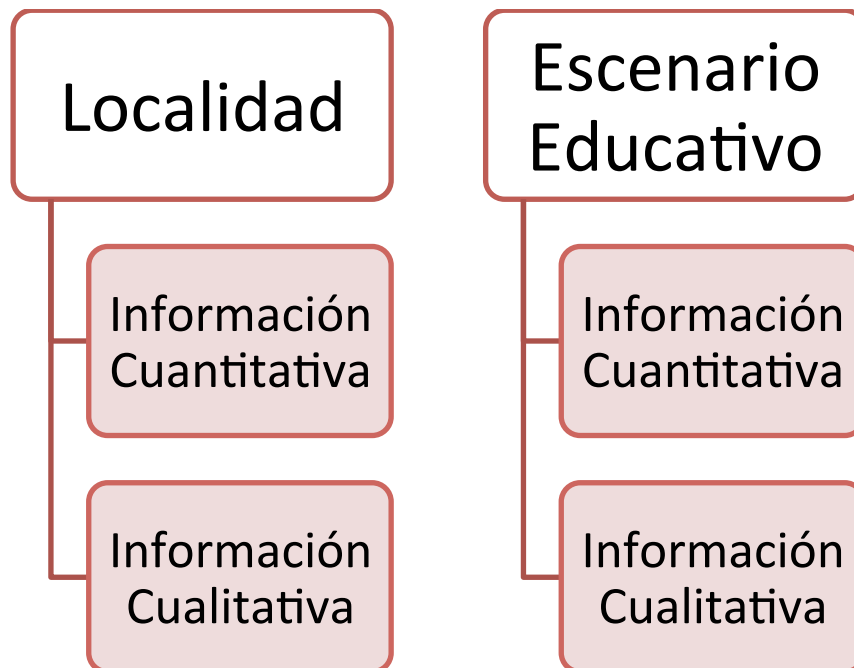 Localidad
Información
Cuantitativa
Información
Cualitativa
Escenario
Educativo
Información
Cuantitativa
Información
Cualitativa